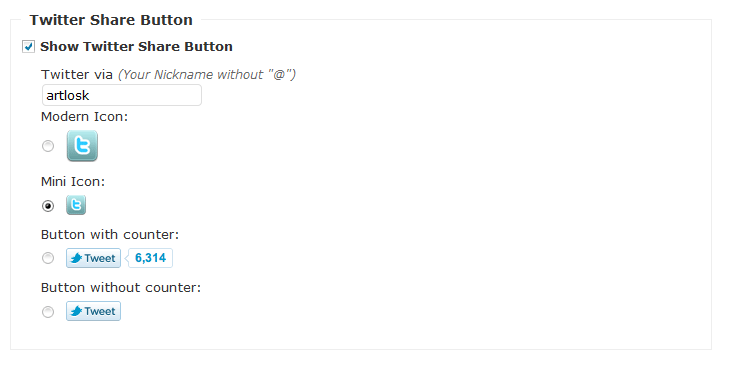 Twitter Share Button
Show Twitter Share Button
Twitter via (Your Nickname without "@")
artlosk
Modern Icon:
t
Mini Icon:
t
Button with counter:
Tweet 6,314
Button without counter:
Tweet